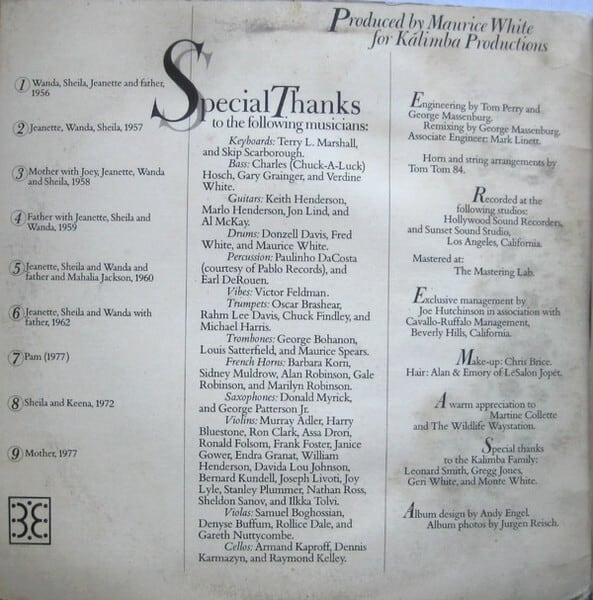 Produced by Maurice White
for Kalimba Productions
1 Wanda, Sheila, Jeanette and father,
1956
2 Jeanette, Wanda, Sheila, 1957
3 Mother with Joey, Jeanette, Wanda
and Sheila, 1958
4 Father with Jeanette, Sheila and
Wanda, 1959
5 Jeanette, Sheila and Wanda and
father and Mahalia Jackson, 1960
6 Jeanette, Sheila and Wanda with
father, 1962
7 Pam (1977)
8 Sheila and Keena, 1972
9 Mother, 1977
Special Thanks
to the following musicians:
Keyboards: Terry L. Marshall,
and Skip Scarborough.
Bass: Charles (Chuck-A-Luck)
Hosch, Gary Grainger, and Verdine
White.
Guitars: Keith Henderson,
Marlo Henderson, Jon Lind, and
Al McKay.
Drums: Donzell Davis, Fred
White, and Maurice White.
Percussion: Paulinho DaCosta
(courtesy of Pablo Records), and
Earl DeRouen.
Vibes: Victor Feldman.
Trumpets: Oscar Brashear,
Rahm Lee Davis, Chuck Findley, and
Michael Harris.
Trombones: George Bohanon,
Louis Satterfield, and Maurice Spears.
French Horns: Barbara Korn,
Sidney Muldrow, Alan Robinson, Gale
Robinson, and Marilyn Robinson.
Saxophones: Donald Myrick,
and George Patterson Jr.
Violins: Murray Adler, Harry
Bluestone, Ron Clark, Assa Dron,
Ronald Folsom, Frank Foster, Janice
Gower, Endra Granat, William
Henderson, Davida Lou Johnson,
Bernard Kundell, Joseph Livoti, Joy
Lyle, Stanley Plummer, Nathan Ross,
Sheldon Sanov, and Ilkka Tolvi.
Violas: Samuel Boghossian,
Denyse Buffum, Rollice Dale, and
Gareth Nuttycombe.
Cellos: Armand Kaproff, Dennis
Karmazyn, and Raymond Kelley.
Engineering by Tom Perry and
George Massenburg.
Remixing by George Massenburg.
Associate Engineer: Mark Linett.
Horn and string arrangements by
Tom Tom 84.
Recorded at the
following studios:
Hollywood Sound Recorders,
and Sunset Sound Studio,
Los Angeles, California.
Mastered at:
The Mastering Lab.
Exclusive management by
Joe Hutchinson in association with
Cavallo-Ruffalo Management,
Beverly Hills, California.
Make-up: Chris Brice.
Hair: Alan & Emory of LeSalon Jopét.
A warm appreciation to
Martine Collette
and The Wildlife Waystation.
Special thanks
to the Kalimba Family:
Leonard Smith, Gregg Jones,
Geri White, and Monte White.
Album design by Andy Engel.
Album photos by Jurgen Reisch.